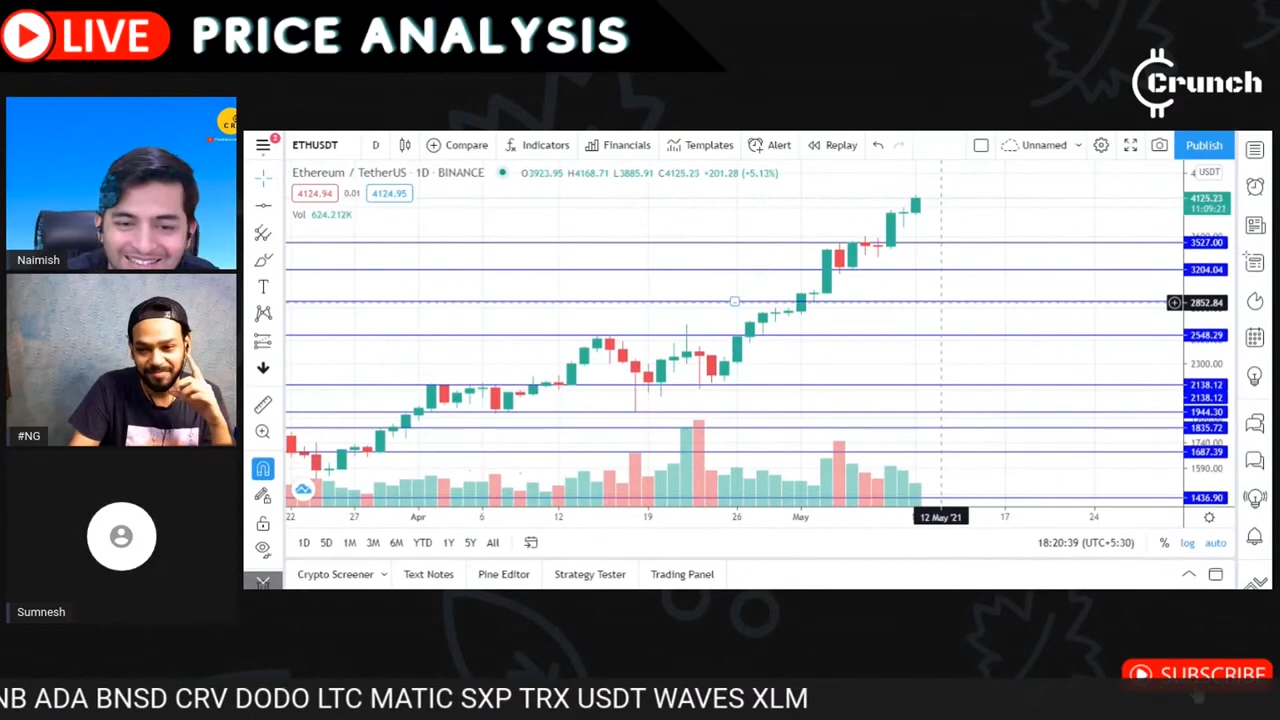 LIVE PRICE ANALYSIS
Crunch
Naimish
#NG
Sumnesh
2
ETHUSDT D Compare Indicators Financials Templates Alert Replay Unnamed Publish
Ethereum / TetherUS · 1D · BINANCE O3923.95 H4168.71 L3885.91 C4125.23 +201.28 (+5.13%)
USDT
4124.94 0.01 4124.95
4125.23
11:09:21
Vol 624.212K
3527.00
3204.04
2852.84
2548.29
2300.00
2138.12
2138.12
1944.30
1835.72
1740.00
1687.39
1590.00
1436.90
22 27 Apr 6 12 19 26 May 12 May '21 17 24
1D 5D 1M 3M 6M YTD 1Y 5Y All 18:20:39 (UTC+5:30) % log auto
Crypto Screener Text Notes Pine Editor Strategy Tester Trading Panel
SUBSCRIBE
NB ADA BNSD CRV DODO LTC MATIC SXP TRX USDT WAVES XLM